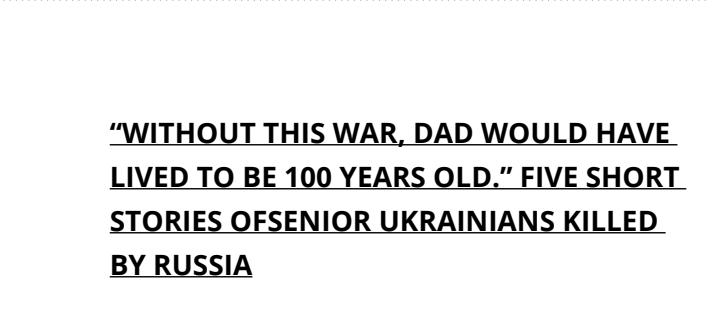 “WITHOUT THIS WAR, DAD WOULD HAVE
LIVED TO BE 100 YEARS OLD.” FIVE SHORT
STORIES OFSENIOR UKRAINIANS KILLED
BY RUSSIA